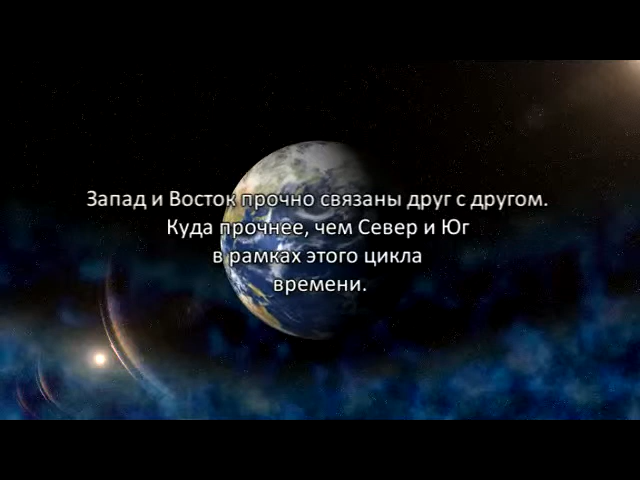 Запад и Восток прочно связаны друг с другом.
Куда прочнее, чем Север и Юг
в рамках этого цикла
времени.